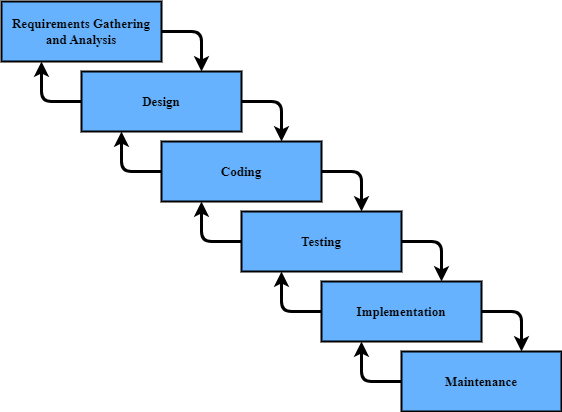 Requirements Gathering
and Analysis
Design
Coding
Testing
Implementation
Maintenance